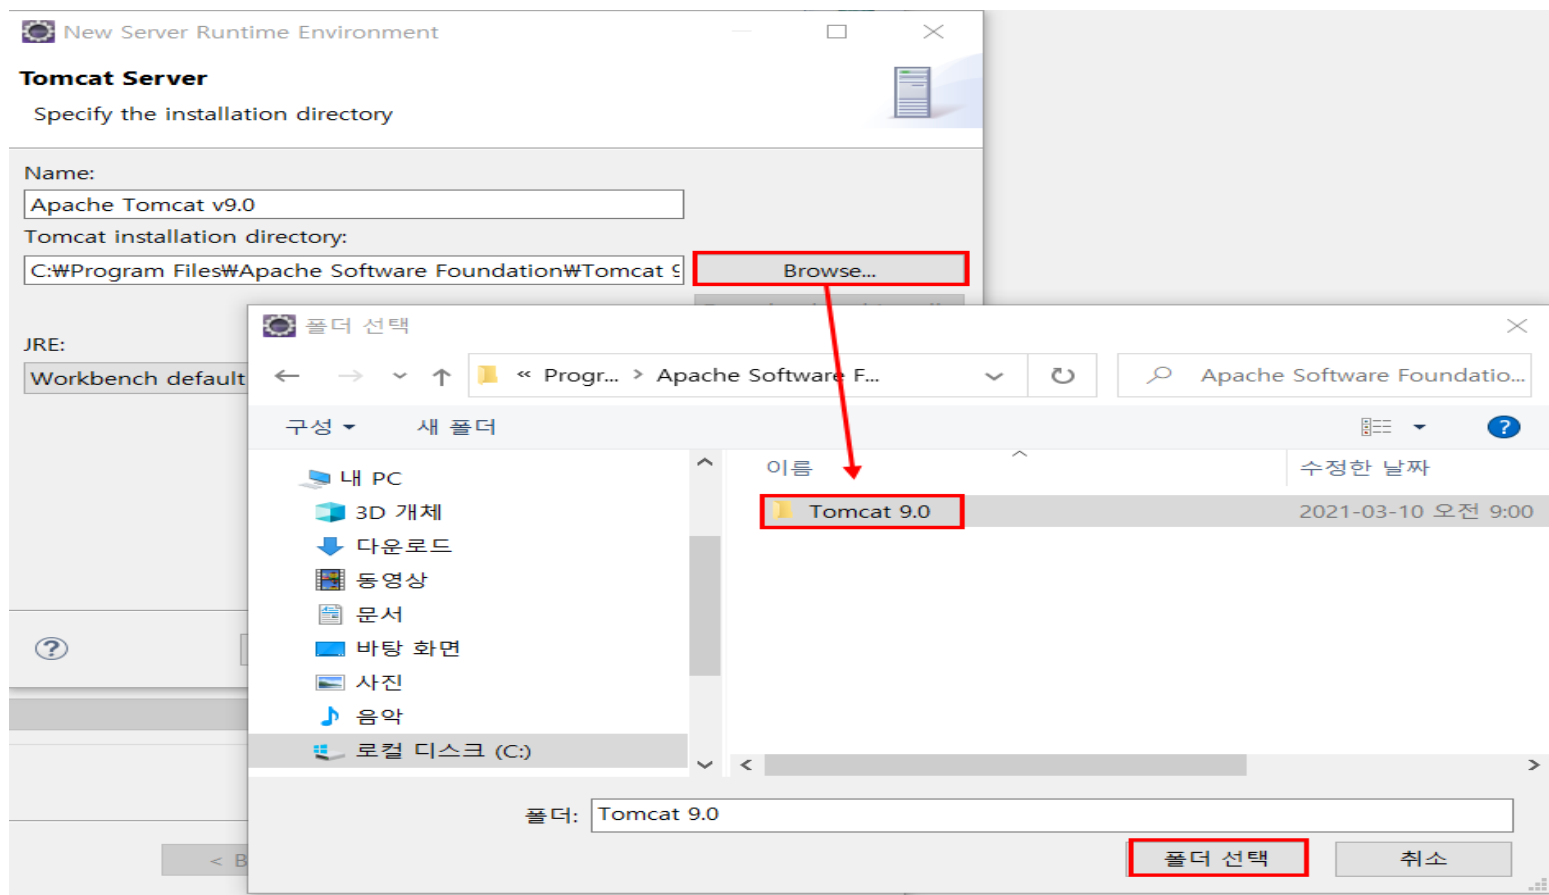 New Server Runtime Environment
Tomcat Server
Specify the installation directory
Name:
Apache Tomcat v9.0
Tomcat installation directory:
C:₩Program Files₩Apache Software Foundation₩Tomcat 9
Browse...
JRE:
Workbench default
폴더 선택
« Progr... > Apache Software F...
Apache Software Foundatio...
구성
새 폴더
이름
수정한 날짜
내 PC
3D 개체
다운로드
동영상
문서
바탕 화면
사진
음악
로컬 디스크 (C:)
Tomcat 9.0
2021-03-10 오전 9:00
폴더: Tomcat 9.0
폴더 선택
취소
< B